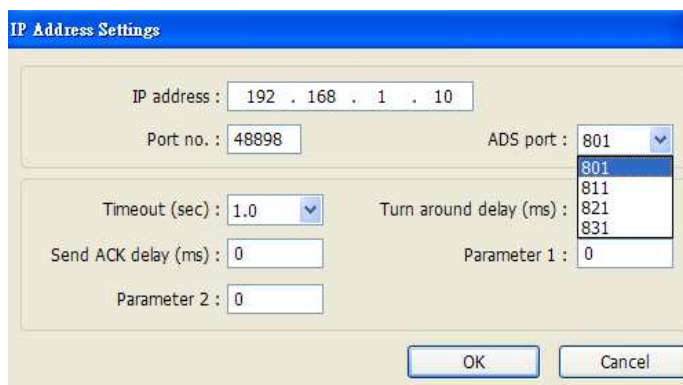 IP Address Settings
IP address : 192 . 168 . 1 . 10
Port no. : 48898 ADS port : 801
801
811
Timeout (sec) : 1.0 Turn around delay (ms) : 821
831
Send ACK delay (ms) : 0 Parameter 1 : 0
Parameter 2 : 0
OK Cancel